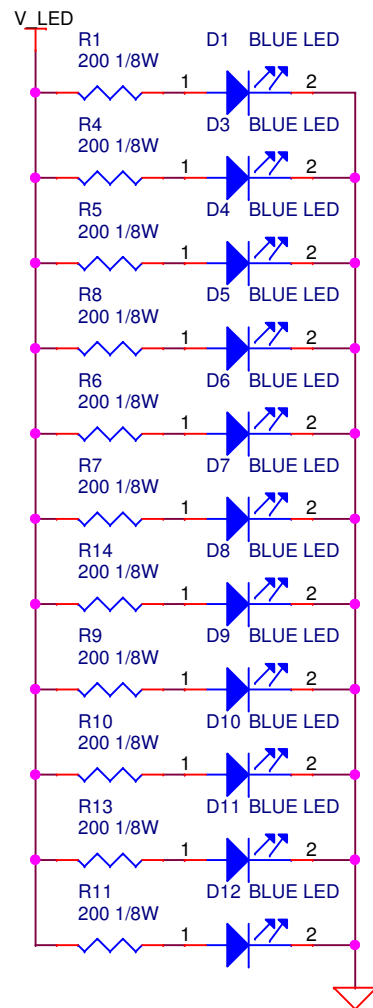 V_LED
R1 D1 BLUE LED
200 1/8W
1 2
R4 D3 BLUE LED
200 1/8W
1 2
R5 D4 BLUE LED
200 1/8W
1 2
R8 D5 BLUE LED
200 1/8W
1 2
R6 D6 BLUE LED
200 1/8W
1 2
R7 D7 BLUE LED
200 1/8W
1 2
R14 D8 BLUE LED
200 1/8W
1 2
R9 D9 BLUE LED
200 1/8W
1 2
R10 D10 BLUE LED
200 1/8W
1 2
R13 D11 BLUE LED
200 1/8W
1 2
R11 D12 BLUE LED
200 1/8W
1 2